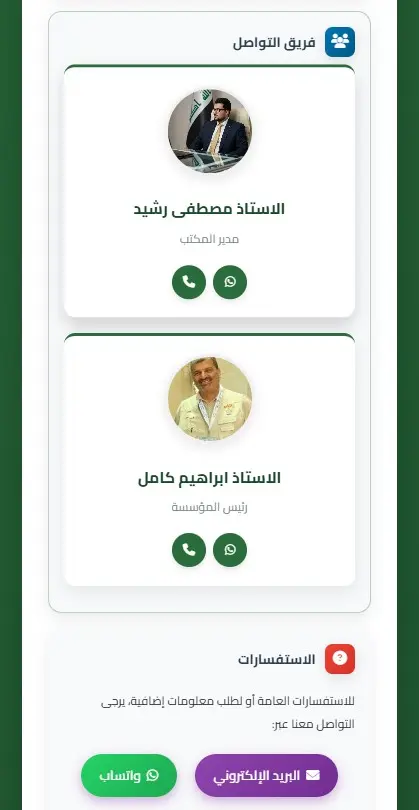 فريق التواصل
الاستاذ مصطفى رشيد
مدير المكتب
الاستاذ ابراهيم كامل
رئيس المؤسسة
الاستفسارات
للاستفسارات العامة أو لطلب معلومات إضافية، يرجى
التواصل معنا عبر:
البريد الإلكتروني
واتساب